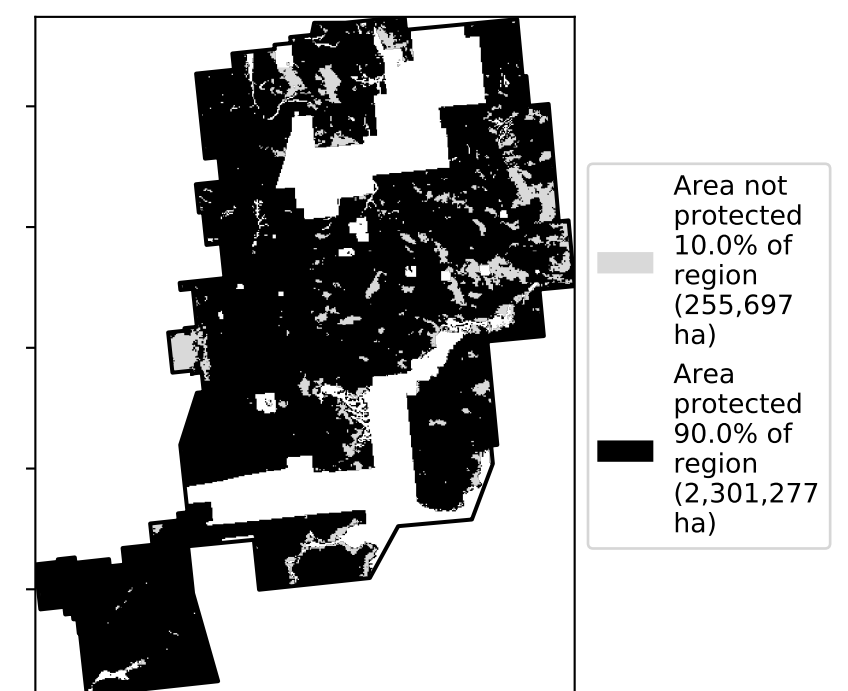 Area not
protected
10.0% of
region
(255,697
ha)
Area
protected
90.0% of
region
(2,301,277
ha)